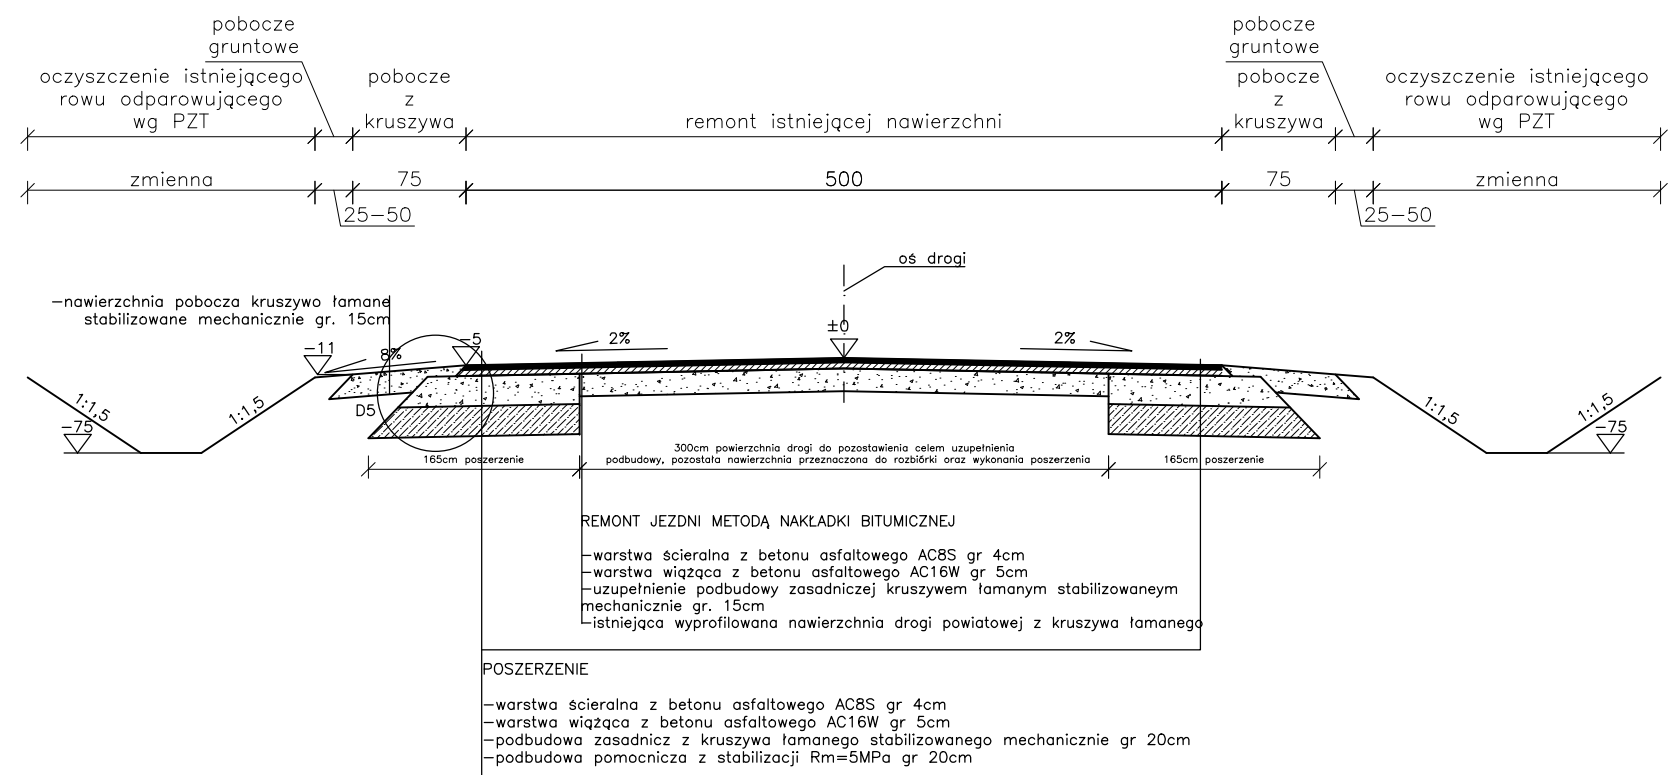 pobocze
gruntowe
pobocze
gruntowe
oczyszczenie istniejącego
rowu odparowującego
wg PZT
pobocze
z
kruszywa
remont istniejącej nawierzchni
pobocze
z
kruszywa
oczyszczenie istniejącego
rowu odparowującego
wg PZT
zmienna
75
500
75
zmienna
25-50
25-50
oś drogi
-nawierzchnia pobocza kruszywo łamane
stabilizowane mechanicznie gr. 15cm
-11
8%
-5
2%
±0
2%
1:1,5
1:1,5
D5
1:1,5
1:1,5
-75
-75
300cm powierzchnia drogi do pozostawienia celem uzupełnienia
podbudowy, pozostała nawierzchnia przeznaczona do rozbiórki oraz wykonania poszerzenia
165cm poszerzenie
165cm poszerzenie
REMONT JEZDNI METODĄ NAKŁADKI BITUMICZNEJ
-warstwa ścieralna z betonu asfaltowego AC8S gr 4cm
-warstwa wiążąca z betonu asfaltowego AC16W gr 5cm
-uzupełnienie podbudowy zasadniczej kruszywem łamanym stabilizowaneym
mechanicznie gr. 15cm
-istniejąca wyprofilowana nawierzchnia drogi powiatowej z kruszywa łamanego
POSZERZENIE
-warstwa ścieralna z betonu asfaltowego AC8S gr 4cm
-warstwa wiążąca z betonu asfaltowego AC16W gr 5cm
-podbudowa zasadnicz z kruszywa łamanego stabilizowanego mechanicznie gr 20cm
-podbudowa pomocnicza z stabilizacji Rm=5MPa gr 20cm